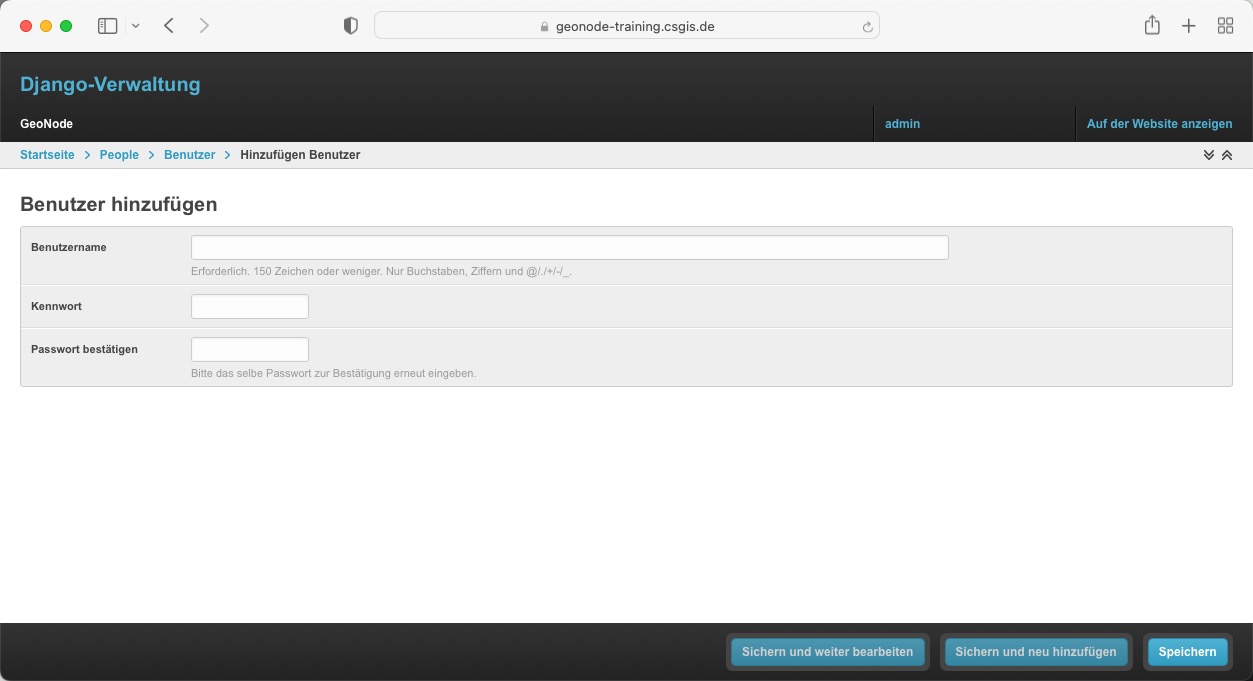 geonode-training.csgis.de
Django-Verwaltung
GeoNode admin Auf der Website anzeigen
Startseite > People > Benutzer > Hinzufügen Benutzer
Benutzer hinzufügen
Benutzername
Erforderlich. 150 Zeichen oder weniger. Nur Buchstaben, Ziffern und @/./+/-/_.
Kennwort
Passwort bestätigen
Bitte das selbe Passwort zur Bestätigung erneut eingeben.
Sichern und weiter bearbeiten Sichern und neu hinzufügen Speichern